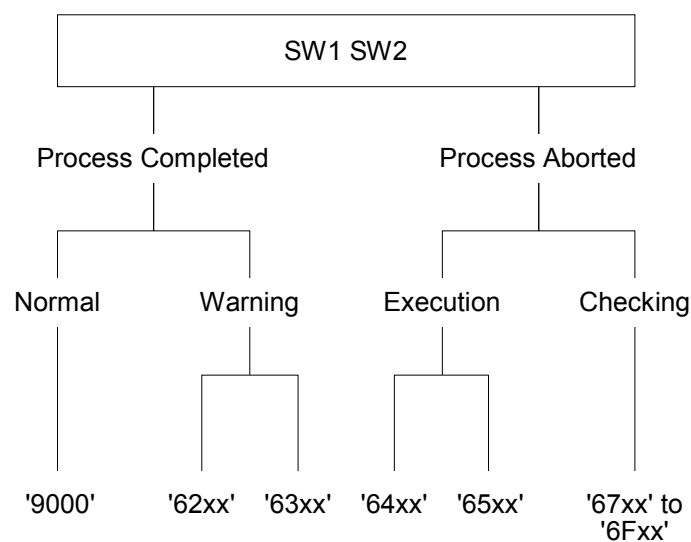 SW1 SW2
Process Completed Process Aborted
Normal Warning Execution Checking
'9000' '62xx' '63xx' '64xx' '65xx' '67xx' to
'6Fxx'